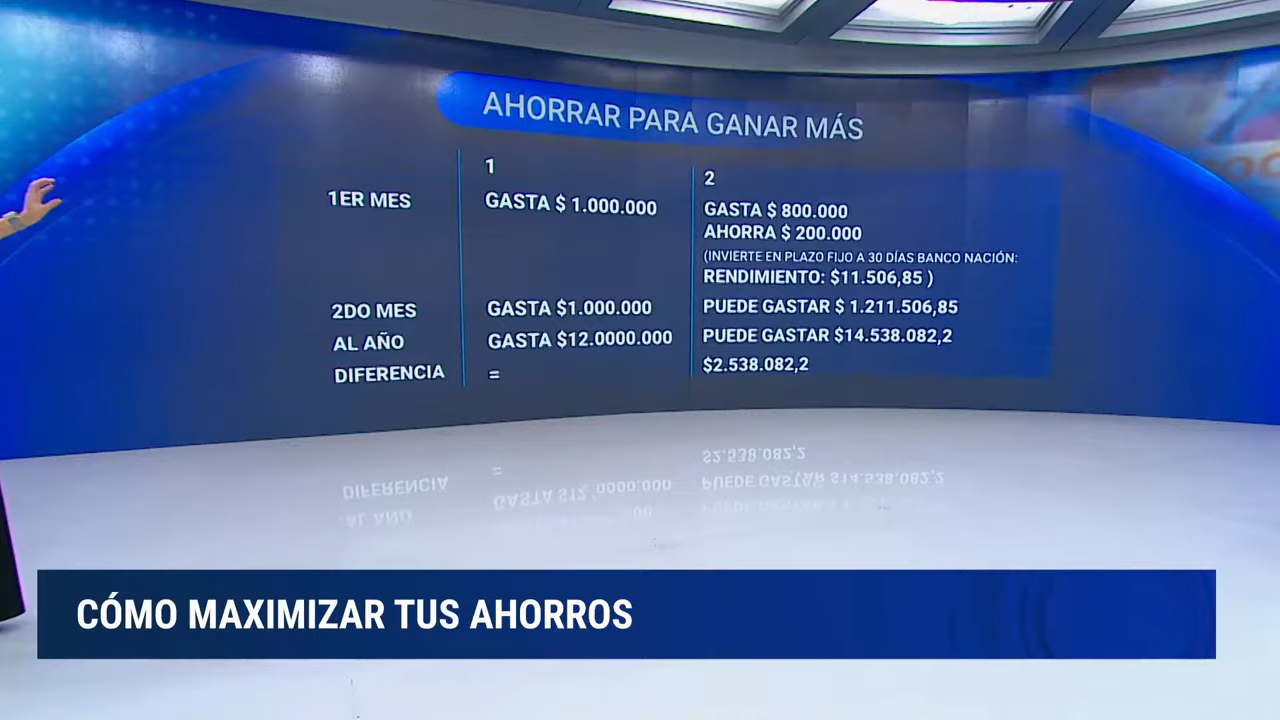 AHORRAR PARA GANAR MÁS
1
2
1ER MES
GASTA $ 1.000.000
GASTA $ 800.000
AHORRA $ 200.000
(INVIERTE EN PLAZO FIJO A 30 DÍAS BANCO NACIÓN:
RENDIMIENTO: $11.506,85 )
2DO MES
GASTA $1.000.000
PUEDE GASTAR $ 1.211.506,85
AL AÑO
GASTA $12.0000.000
PUEDE GASTAR $14.538.082,2
DIFERENCIA
=
$2.538.082,2
CÓMO MAXIMIZAR TUS AHORROS